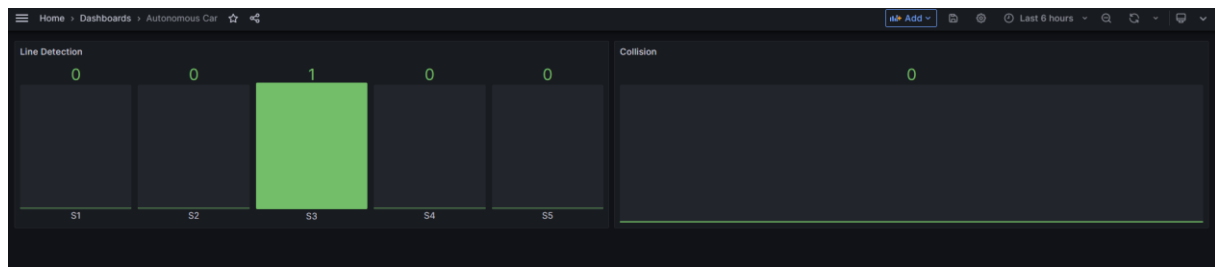 Home › Dashboards › Autonomous Car
Add
Last 6 hours
Line Detection
0 0 1 0 0
S1 S2 S3 S4 S5
Collision
0